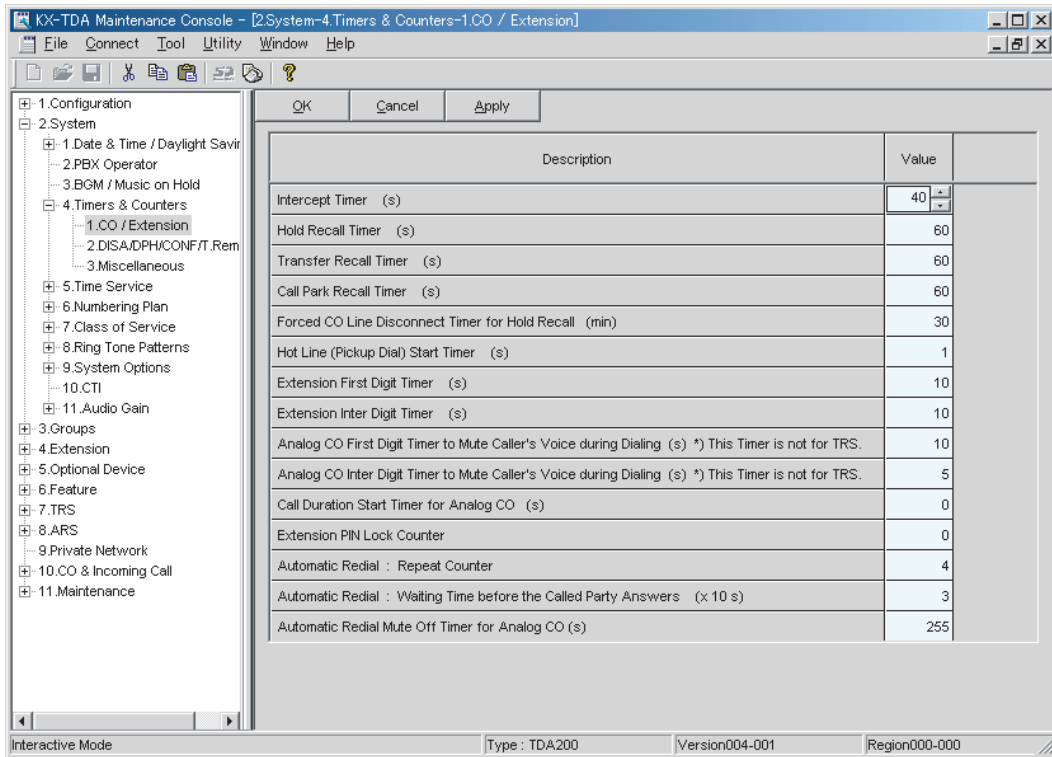 KX-TDA Maintenance Console - [2.System-4.Timers & Counters-1.CO / Extension]
File Connect Tool Utility Window Help
1.Configuration
2.System
1.Date & Time / Daylight Savir
2.PBX Operator
3.BGM / Music on Hold
4.Timers & Counters
1.CO / Extension
2.DISA/DPH/CONF/T.Rem
3.Miscellaneous
5.Time Service
6.Numbering Plan
7.Class of Service
8.Ring Tone Patterns
9.System Options
10.CTI
11.Audio Gain
3.Groups
4.Extension
5.Optional Device
6.Feature
7.TRS
8.ARS
9.Private Network
10.CO & Incoming Call
11.Maintenance
OK Cancel Apply
Description Value
Intercept Timer (s) 40
Hold Recall Timer (s) 60
Transfer Recall Timer (s) 60
Call Park Recall Timer (s) 60
Forced CO Line Disconnect Timer for Hold Recall (min) 30
Hot Line (Pickup Dial) Start Timer (s) 1
Extension First Digit Timer (s) 10
Extension Inter Digit Timer (s) 10
Analog CO First Digit Timer to Mute Caller's Voice during Dialing (s) *) This Timer is not for TRS. 10
Analog CO Inter Digit Timer to Mute Caller's Voice during Dialing (s) *) This Timer is not for TRS. 5
Call Duration Start Timer for Analog CO (s) 0
Extension PIN Lock Counter 0
Automatic Redial : Repeat Counter 4
Automatic Redial : Waiting Time before the Called Party Answers (x 10 s) 3
Automatic Redial Mute Off Timer for Analog CO (s) 255
Interactive Mode Type : TDA200 Version004-001 Region000-000